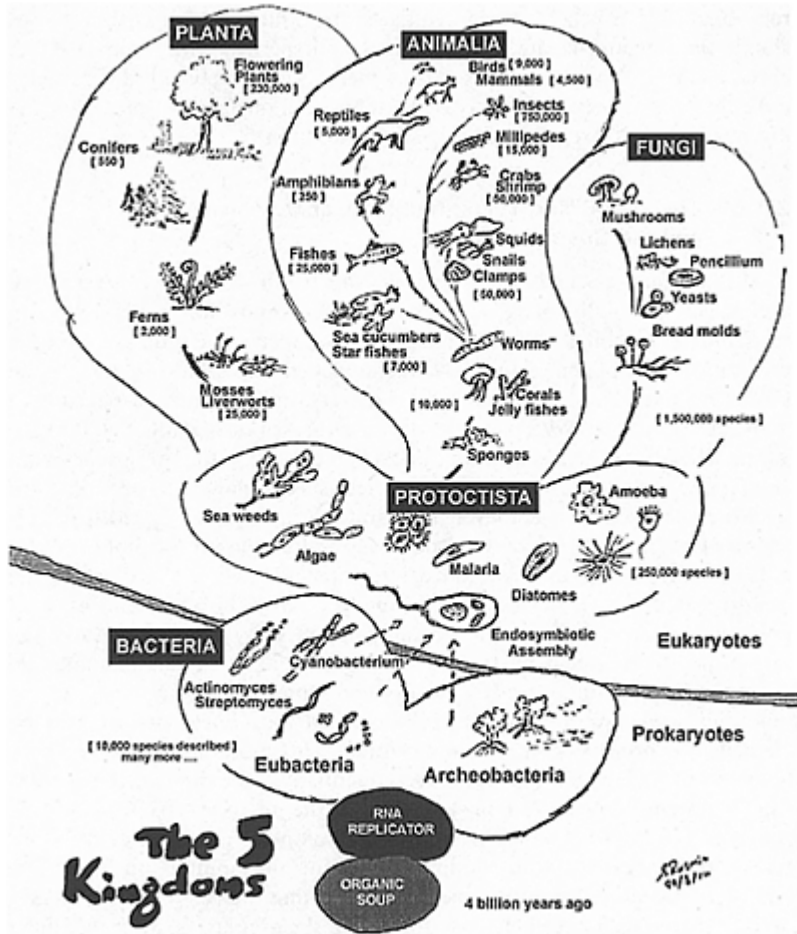 PLANTA
Flowering
Plants
[ 230,000 ]
Conifers
[ 550 ]
Ferns
[ 2,000 ]
Mosses
Liverworts
[ 25,000 ]
ANIMALIA
Birds [ 9,000 ]
Mammals [ 4,500 ]
Reptiles
[ 5,000 ]
Insects
[ 750,000 ]
Millipedes
[ 15,000 ]
Amphibians
[ 250 ]
Crabs
Shrimp
[ 50,000 ]
Fishes
[ 25,000 ]
Squids
Snails
Clamps
[ 50,000 ]
Sea cucumbers
Star fishes
[ 7,000 ]
Worms
[ 10,000 ]
Corals
Jelly fishes
Sponges
FUNGI
Mushrooms
Lichens
Pencillium
Yeasts
Bread molds
[ 1,500,000 species ]
PROTOCTISTA
Sea weeds
Algae
Malaria
Diatomes
Amoeba
[ 250,000 species ]
Endosymbiotic
Assembly
Eukaryotes
BACTERIA
Cyanobacterium
Actinomyces
Streptomyces
[ 10,000 species described ]
many more ....
Eubacteria
Archeobacteria
Prokaryotes
RNA
REPLICATOR
ORGANIC
SOUP
4 billion years ago
The 5
Kingdoms